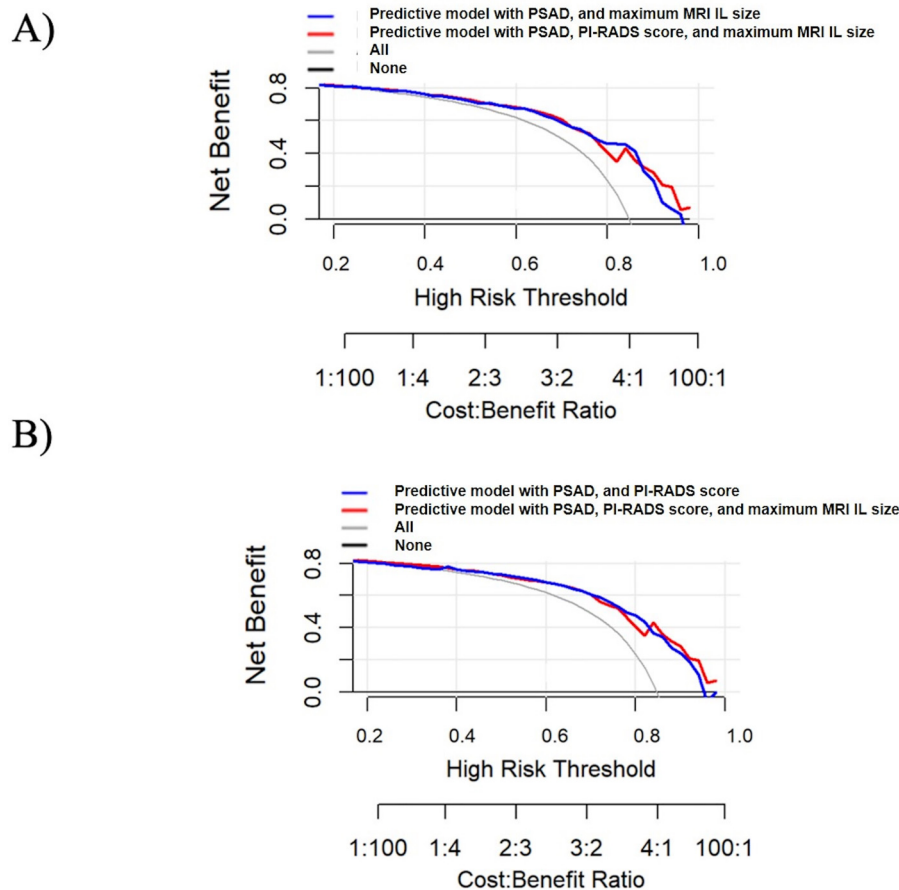 A)
Predictive model with PSAD, and maximum MRI IL size
Predictive model with PSAD, PI-RADS score, and maximum MRI IL size
All
None
Net Benefit
0.8
0.4
0.0
0.2 0.4 0.6 0.8 1.0
High Risk Threshold
1:100 1:4 2:3 3:2 4:1 100:1
Cost:Benefit Ratio
B)
Predictive model with PSAD, and PI-RADS score
Predictive model with PSAD, PI-RADS score, and maximum MRI IL size
All
None
Net Benefit
0.8
0.4
0.0
0.2 0.4 0.6 0.8 1.0
High Risk Threshold
1:100 1:4 2:3 3:2 4:1 100:1
Cost:Benefit Ratio